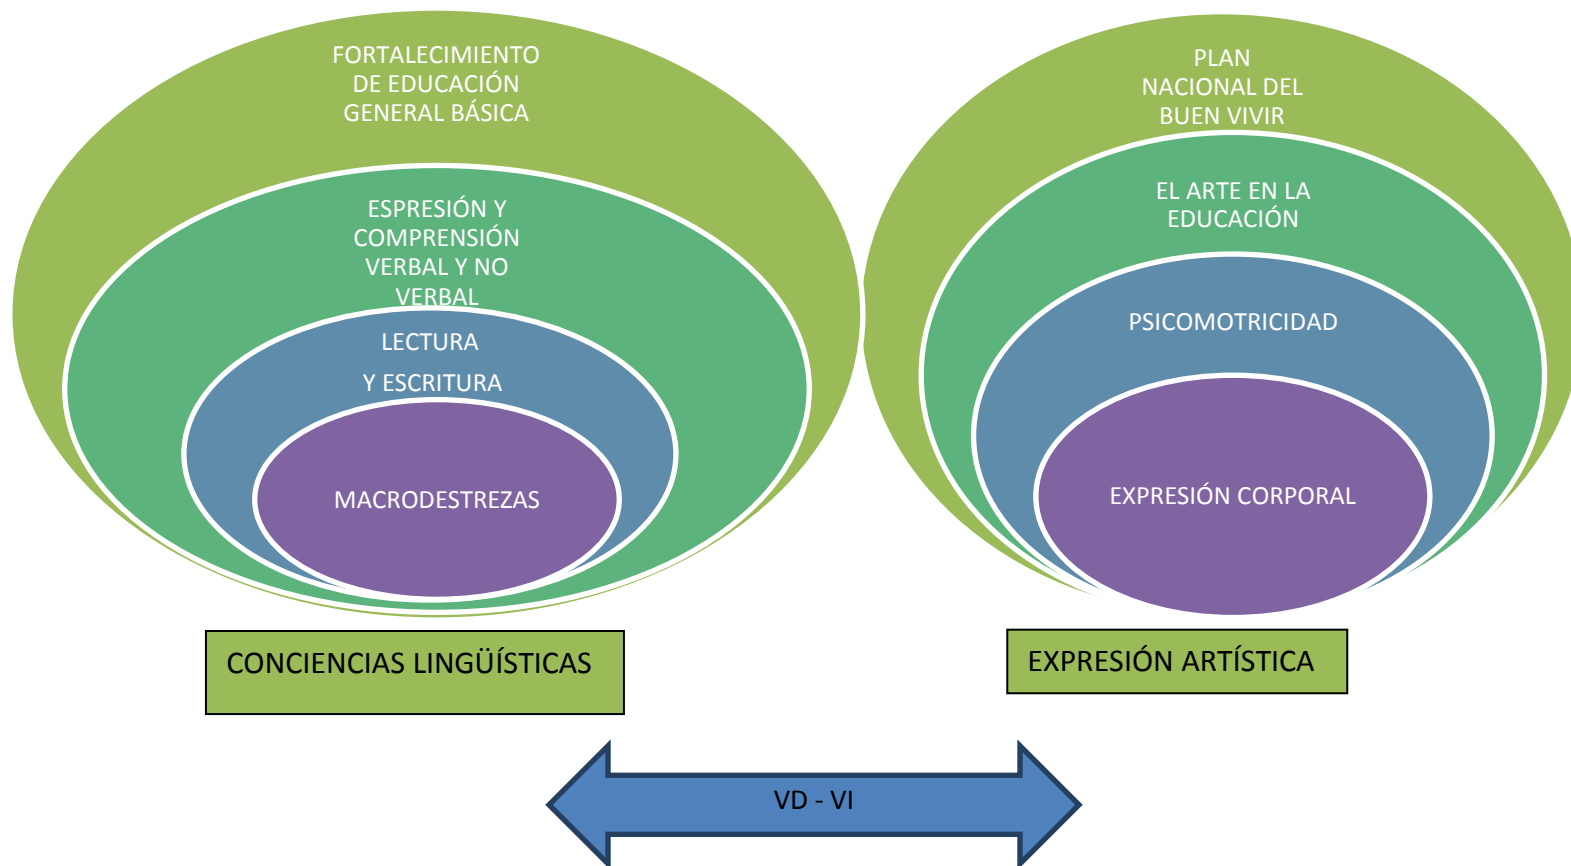 FORTALECIMIENTO
DE EDUCACIÓN
GENERAL BÁSICA
ESPRESIÓN Y
COMPRENSIÓN
VERBAL Y NO
VERBAL
LECTURA
Y ESCRITURA
MACRODESTREZAS
CONCIENCIAS LINGÜÍSTICAS
PLAN
NACIONAL DEL
BUEN VIVIR
EL ARTE EN LA
EDUCACIÓN
PSICOMOTRICIDAD
EXPRESIÓN CORPORAL
EXPRESIÓN ARTÍSTICA
VD - VI